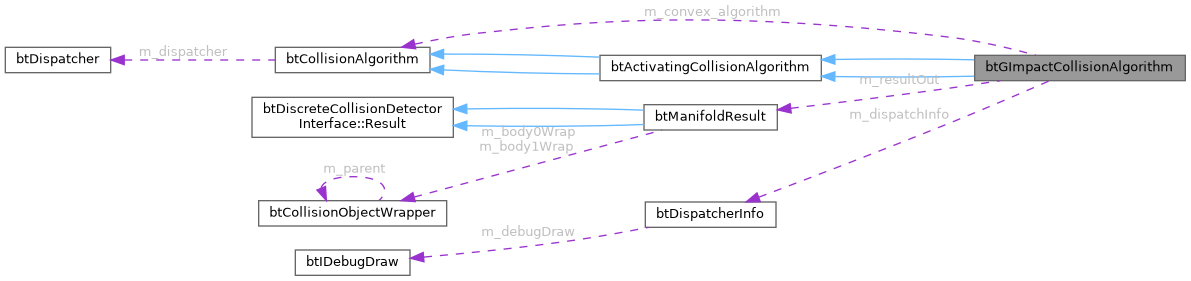 m_convex_algorithm
m_dispatcher
btDispatcher
btCollisionAlgorithm
btActivatingCollisionAlgorithm
btGImpactCollisionAlgorithm
m_resultOut
btDiscreteCollisionDetector
Interface::Result
btManifoldResult
m_dispatchInfo
m_body0Wrap
m_body1Wrap
m_parent
btCollisionObjectWrapper
btDispatcherInfo
m_debugDraw
btIDebugDraw